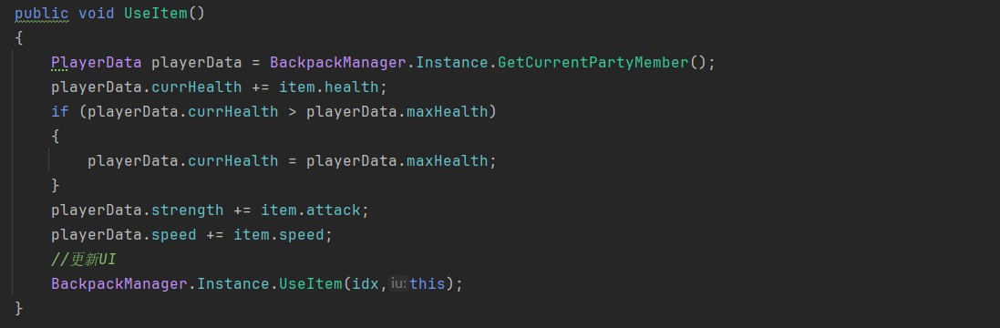 public void UseItem()
{
PlayerData playerData = BackpackManager.Instance.GetCurrentPartyMember();
playerData.currHealth += item.health;
if (playerData.currHealth > playerData.maxHealth)
{
playerData.currHealth = playerData.maxHealth;
}
playerData.strength += item.attack;
playerData.speed += item.speed;
//更新UI
BackpackManager.Instance.UseItem(idx, iu: this);
}